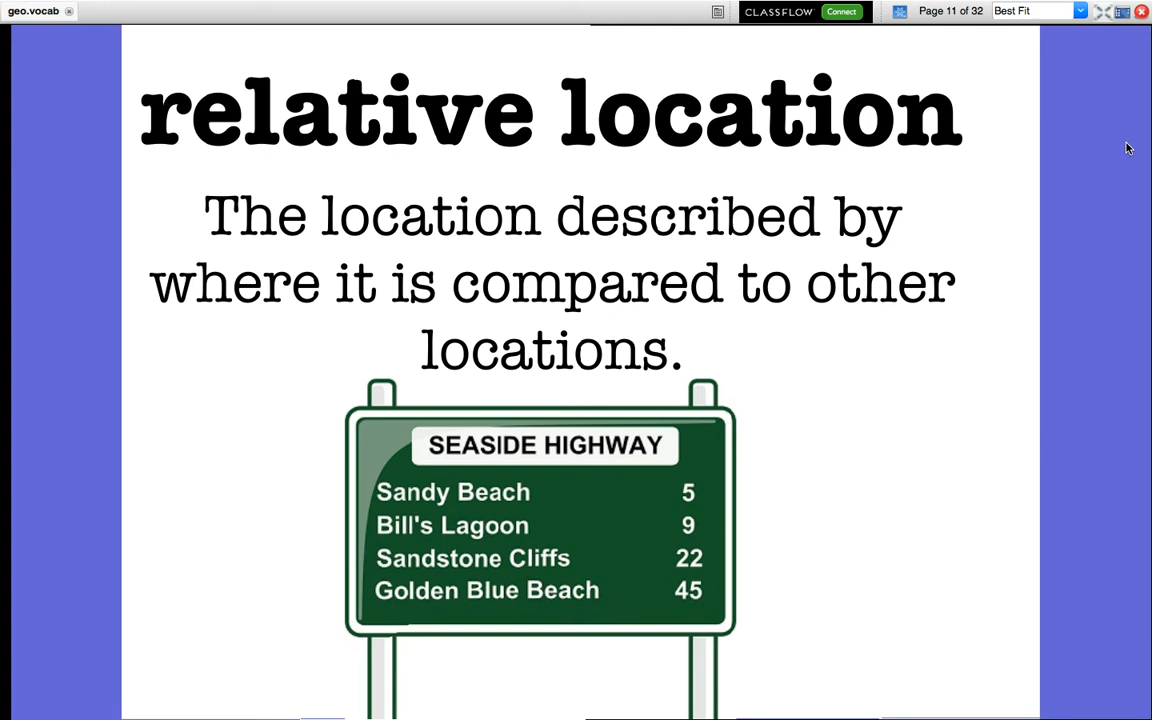 geo.vocab
CLASSFLOW Connect
Page 11 of 32
Best Fit
relative location
The location described by
where it is compared to other
locations.
SEASIDE HIGHWAY
Sandy Beach 5
Bill's Lagoon 9
Sandstone Cliffs 22
Golden Blue Beach 45